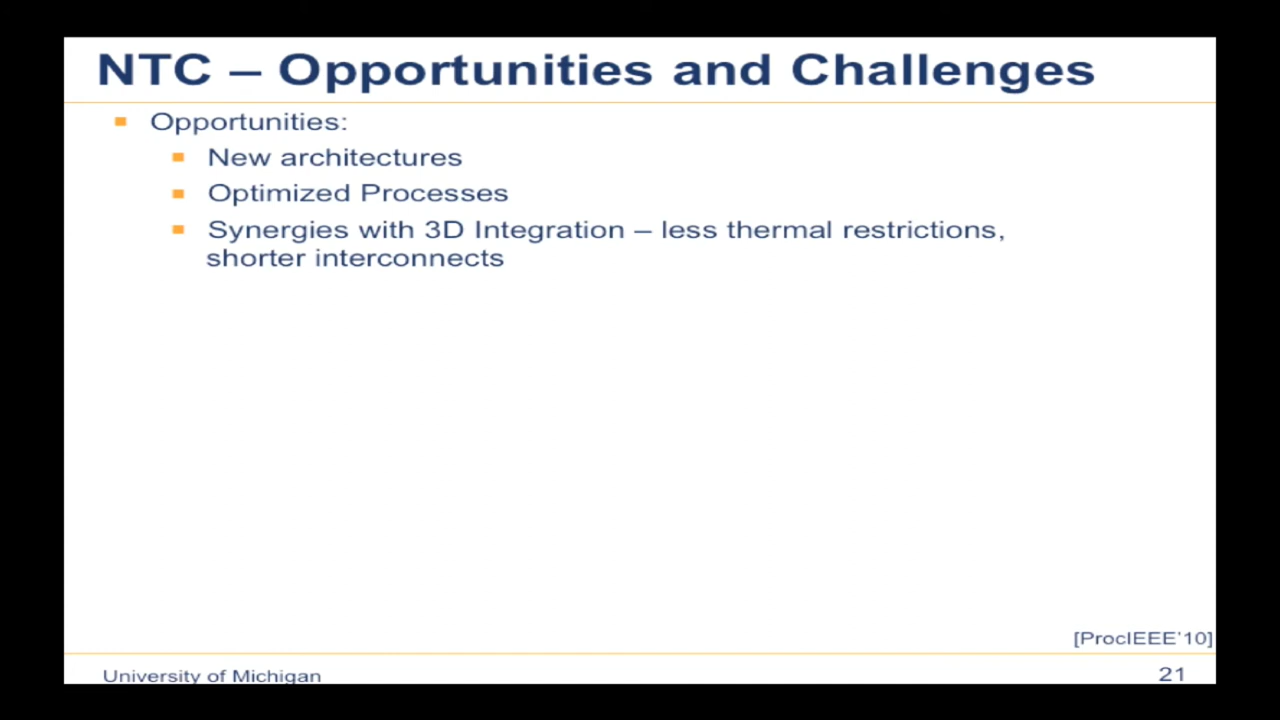 NTC – Opportunities and Challenges
Opportunities:
New architectures
Optimized Processes
Synergies with 3D Integration – less thermal restrictions,
shorter interconnects
[ProcIEEE'10]
University of Michigan
21